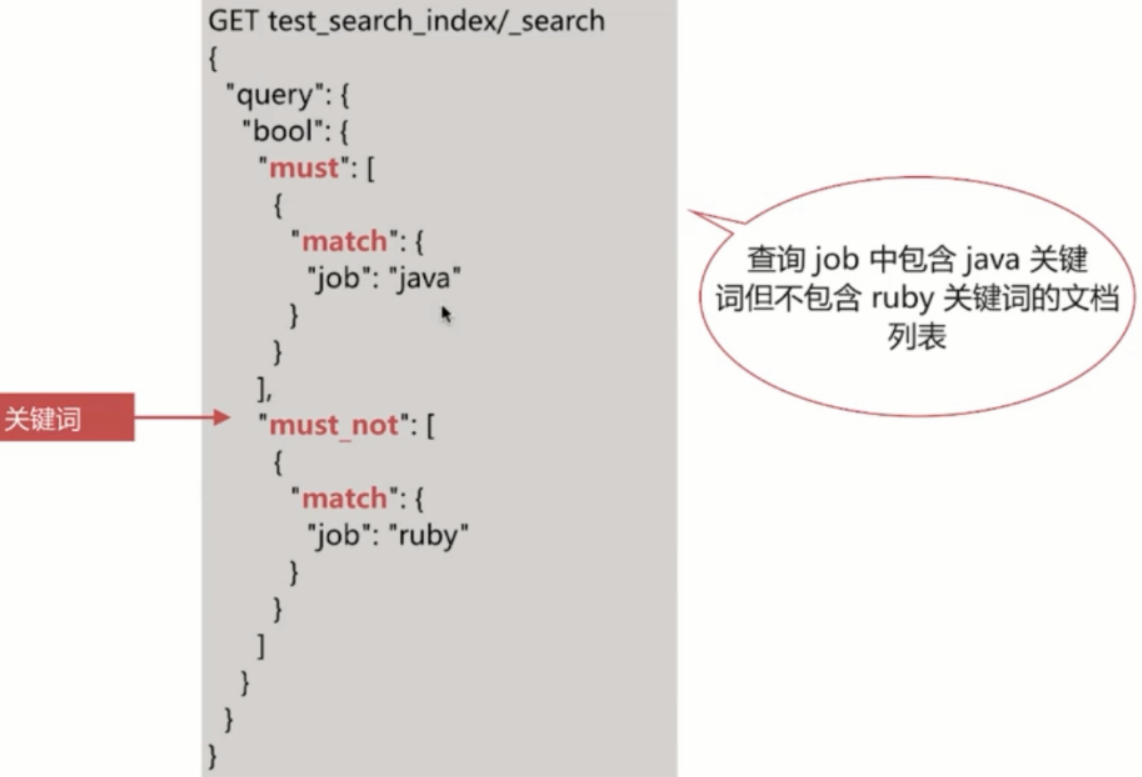 GET test_search_index/_search
{
"query": {
"bool": {
"must": [
{
"match": {
"job": "java"
}
}
],
"must_not": [
{
"match": {
"job": "ruby"
}
}
]
}
}
}
关键词
查询 job 中包含 java 关键
词但不包含 ruby 关键词的文档
列表